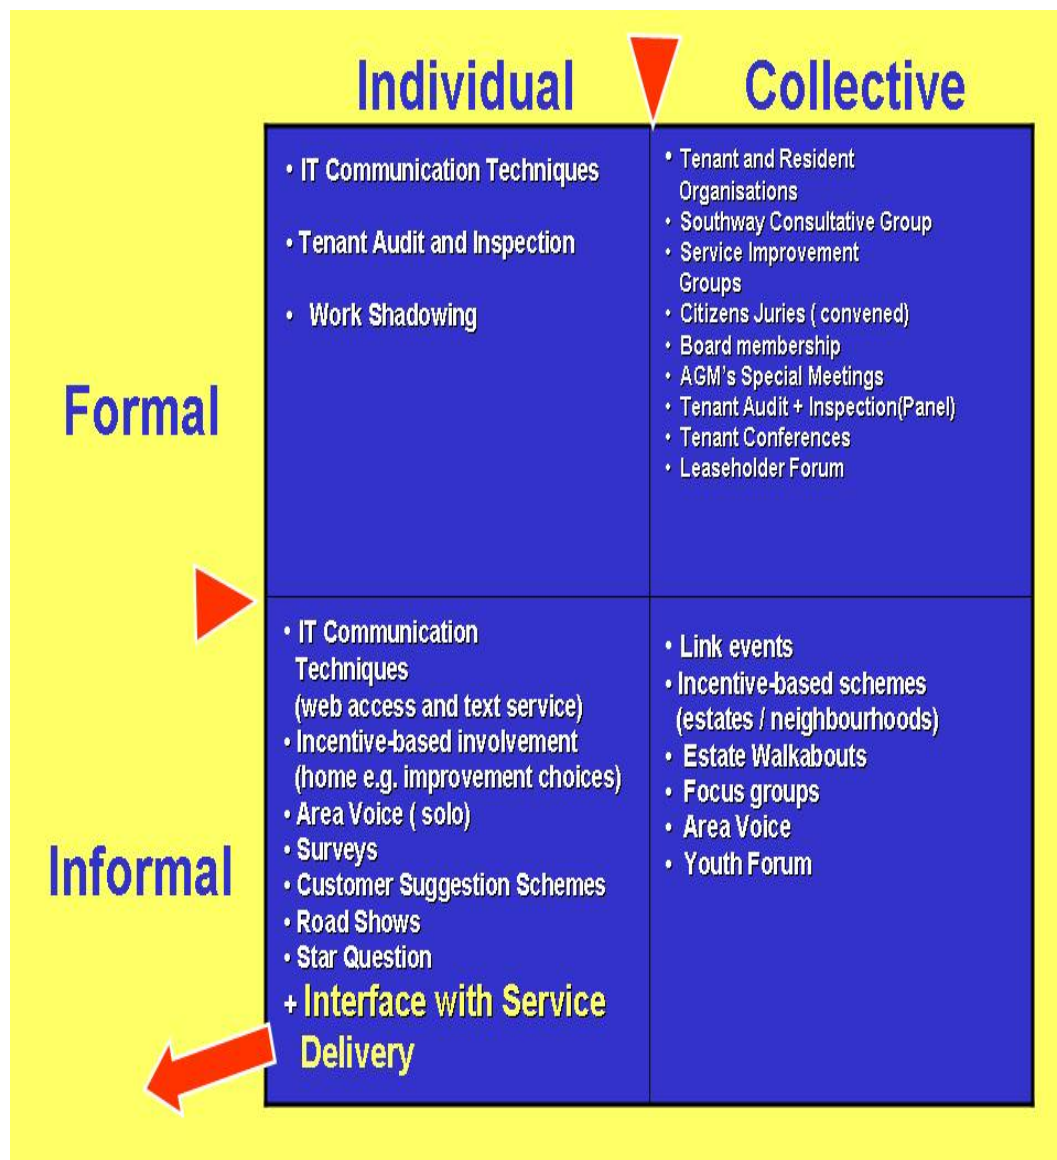 Individual
Collective
Formal
• IT Communication Techniques
• Tenant Audit and Inspection
• Work Shadowing
• Tenant and Resident
Organisations
• Southway Consultative Group
• Service Improvement
Groups
• Citizens Juries ( convened)
• Board membership
• AGM's Special Meetings
• Tenant Audit + Inspection(Panel)
• Tenant Conferences
• Leaseholder Forum
Informal
• IT Communication
Techniques
(web access and text service)
• Incentive-based involvement
(home e.g. improvement choices)
• Area Voice ( solo)
• Surveys
• Customer Suggestion Schemes
• Road Shows
• Star Question
+ Interface with Service
Delivery
• Link events
• Incentive-based schemes
(estates / neighbourhoods)
• Estate Walkabouts
• Focus groups
• Area Voice
• Youth Forum